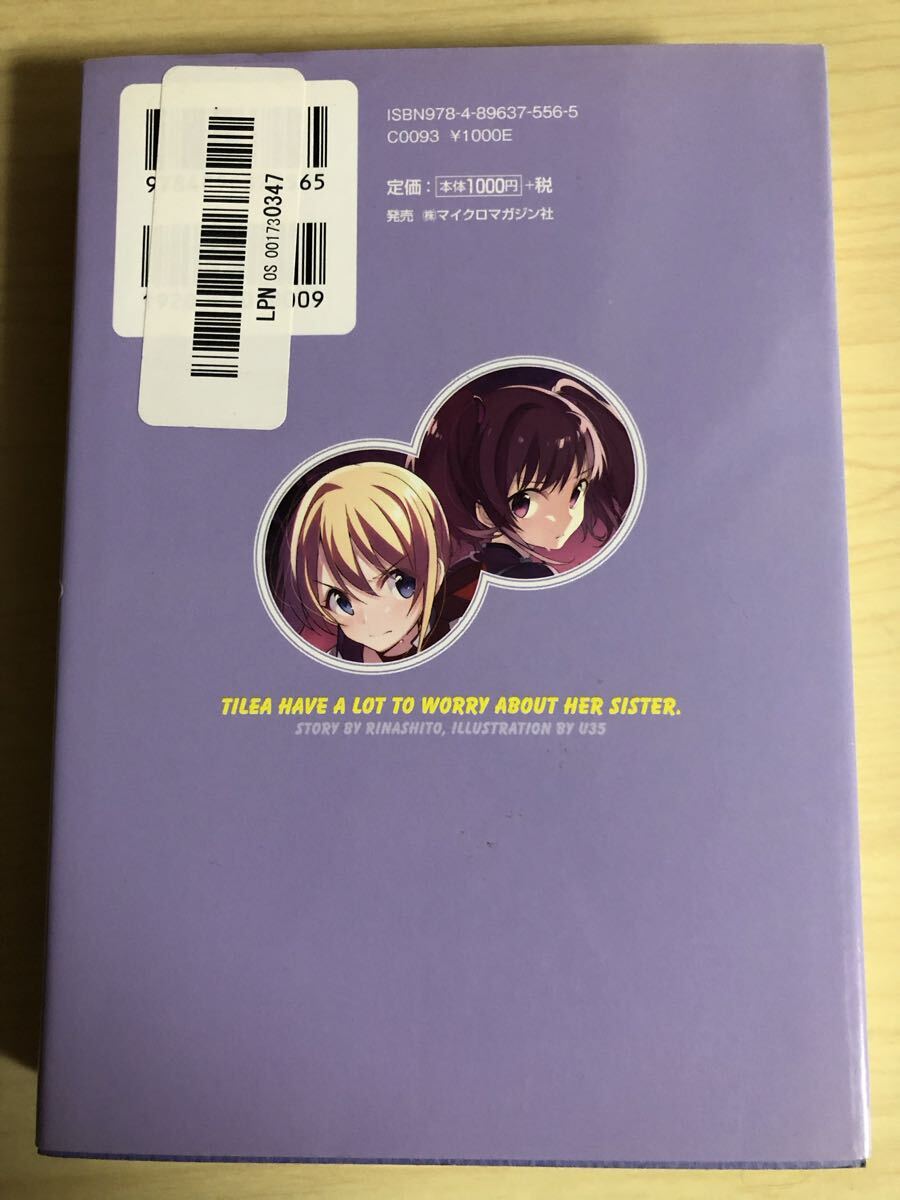 ISBN978-4-89637-556-5
C0093 ¥1000E
定価：本体1000円+税
発売 ㈱マイクロマガジン社
65
009
LPN OS 001730347
TILEA HAVE A LOT TO WORRY ABOUT HER SISTER.
STORY BY RINASHITO, ILLUSTRATION BY U35